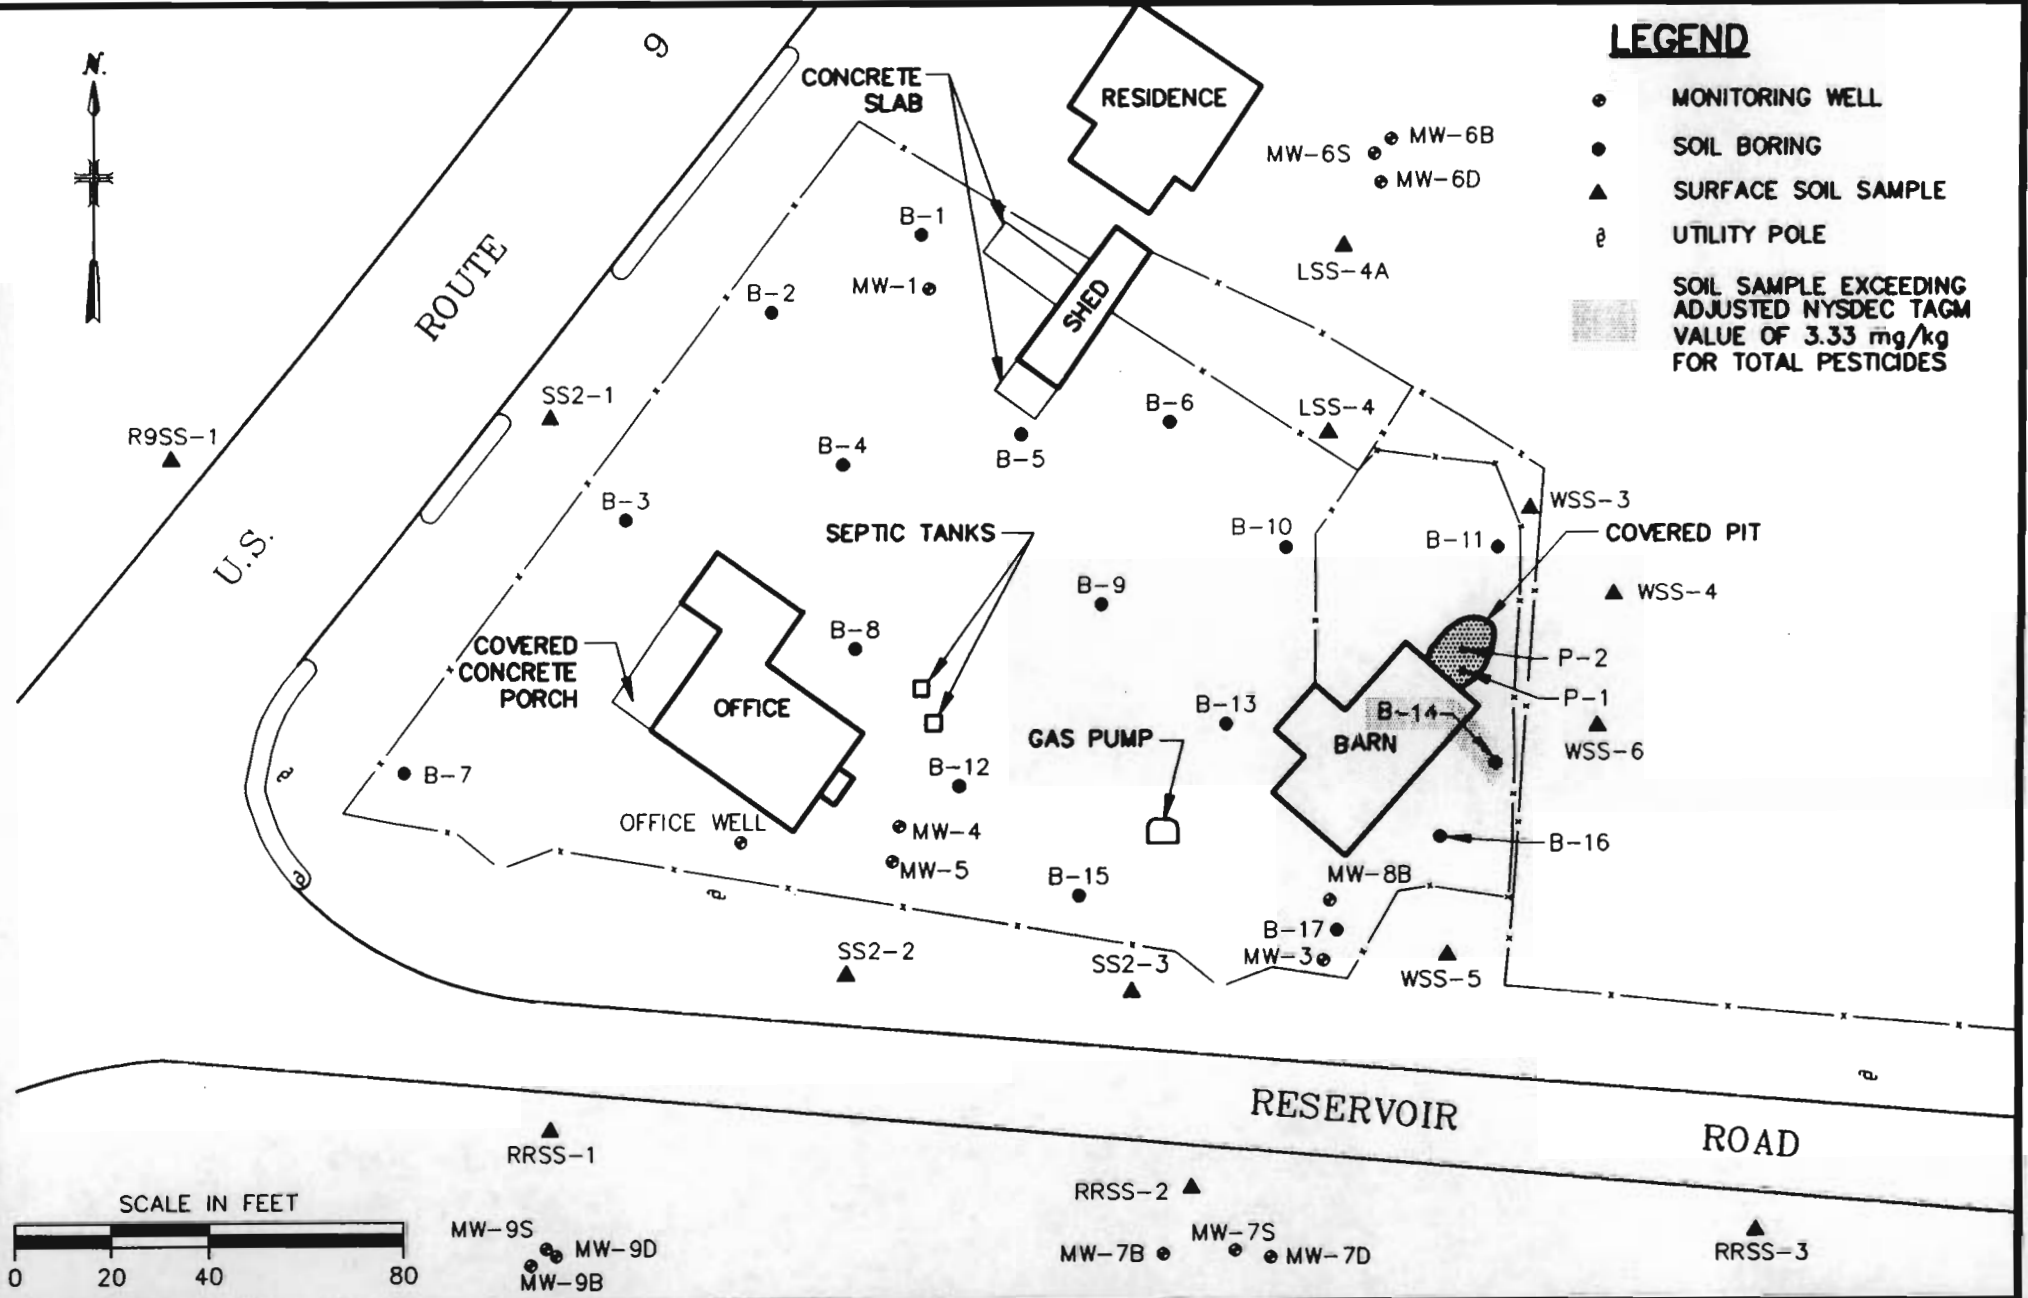 N.
U.S.
ROUTE
9
CONCRETE
SLAB
RESIDENCE
SHED
LEGEND
MONITORING WELL
SOIL BORING
SURFACE SOIL SAMPLE
UTILITY POLE
SOIL SAMPLE EXCEEDING
ADJUSTED NYSDEC TAGM
VALUE OF 3.33 mg/kg
FOR TOTAL PESTICIDES
MW-6B
MW-6S
MW-6D
LSS-4A
B-1
MW-1
B-2
SS2-1
R9SS-1
B-3
B-4
B-5
B-6
LSS-4
WSS-3
COVERED PIT
B-10
B-11
SEPTIC TANKS
B-9
WSS-4
B-8
COVERED
CONCRETE
PORCH
OFFICE
P-2
P-1
B-14
BARN
B-13
WSS-6
GAS PUMP
B-7
B-12
OFFICE WELL
MW-4
MW-5
B-15
B-16
MW-8B
B-17
MW-3
WSS-5
SS2-2
SS2-3
RESERVOIR
ROAD
RRSS-1
RRSS-2
RRSS-3
MW-7S
MW-7B
MW-7D
MW-9S
MW-9D
MW-9B
SCALE IN FEET
0 20 40 80